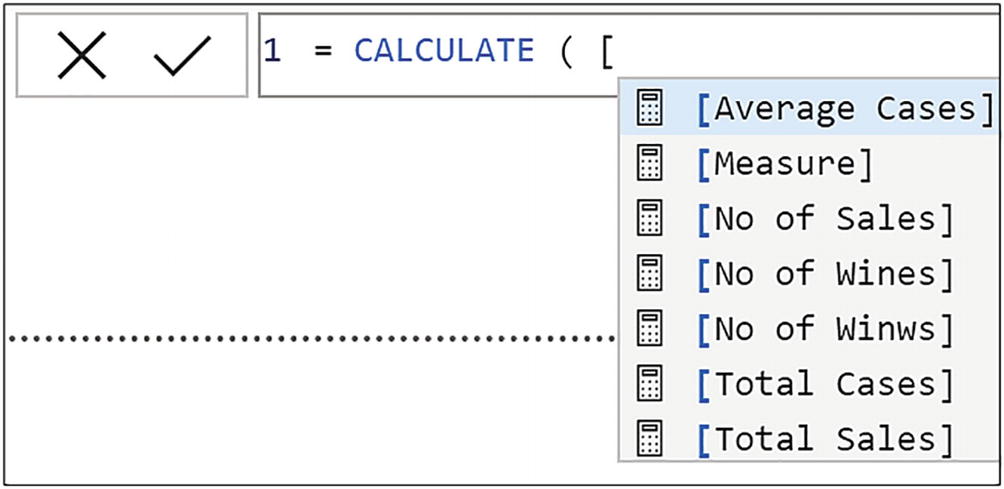 1 = CALCULATE ( [
[Average Cases]
[Measure]
[No of Sales]
[No of Wines]
[No of Winws]
[Total Cases]
[Total Sales]